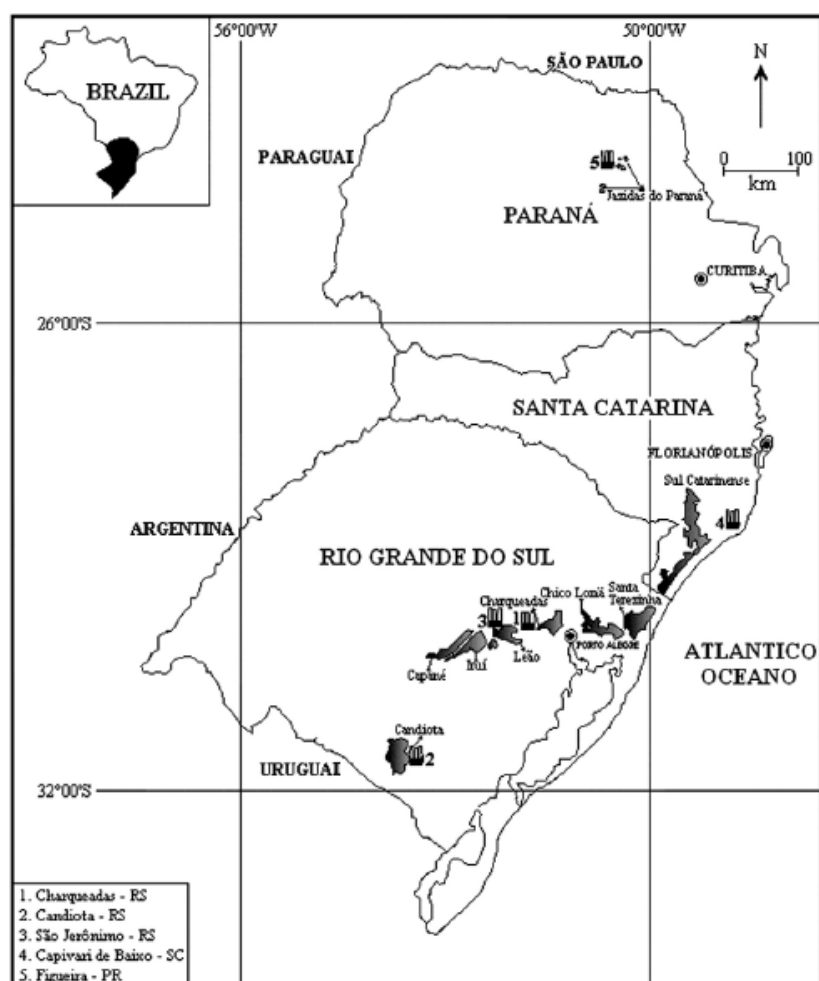 56°00'W
50°00'W
SÃO PAULO
N
BRAZIL
PARAGUAI
5
0 100
km
Jazidas do Paraná
PARANÁ
CURITIBA
26°00'S
SANTA CATARINA
FLORIANÓPOLIS
Sul Catarinense
4
ARGENTINA
RIO GRANDE DO SUL
Chico Lomã
Santa
Terezinha
Charqueadas
3
1
PORTO ALEGRE
Leão
Iruí
Capané
ATLANTICO
OCEANO
Candiota
2
URUGUAI
32°00'S
1. Charqueadas - RS
2. Candiota - RS
3. São Jerônimo - RS
4. Capivari de Baixo - SC
5. Figueira - PR